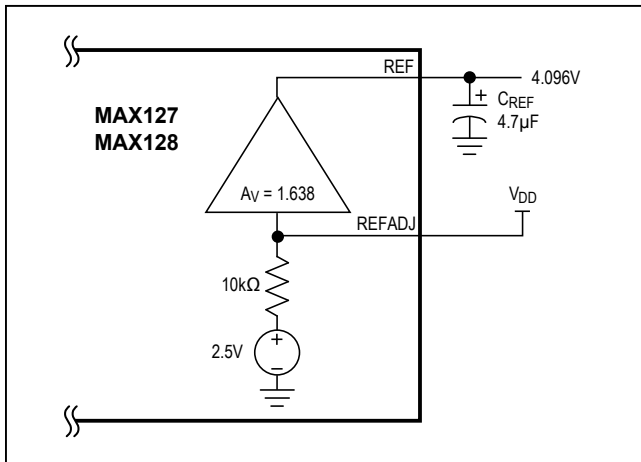 REF
4.096V
+
CREF
4.7µF
MAX127
MAX128
AV = 1.638
VDD
REFADJ
10kΩ
2.5V
+
−